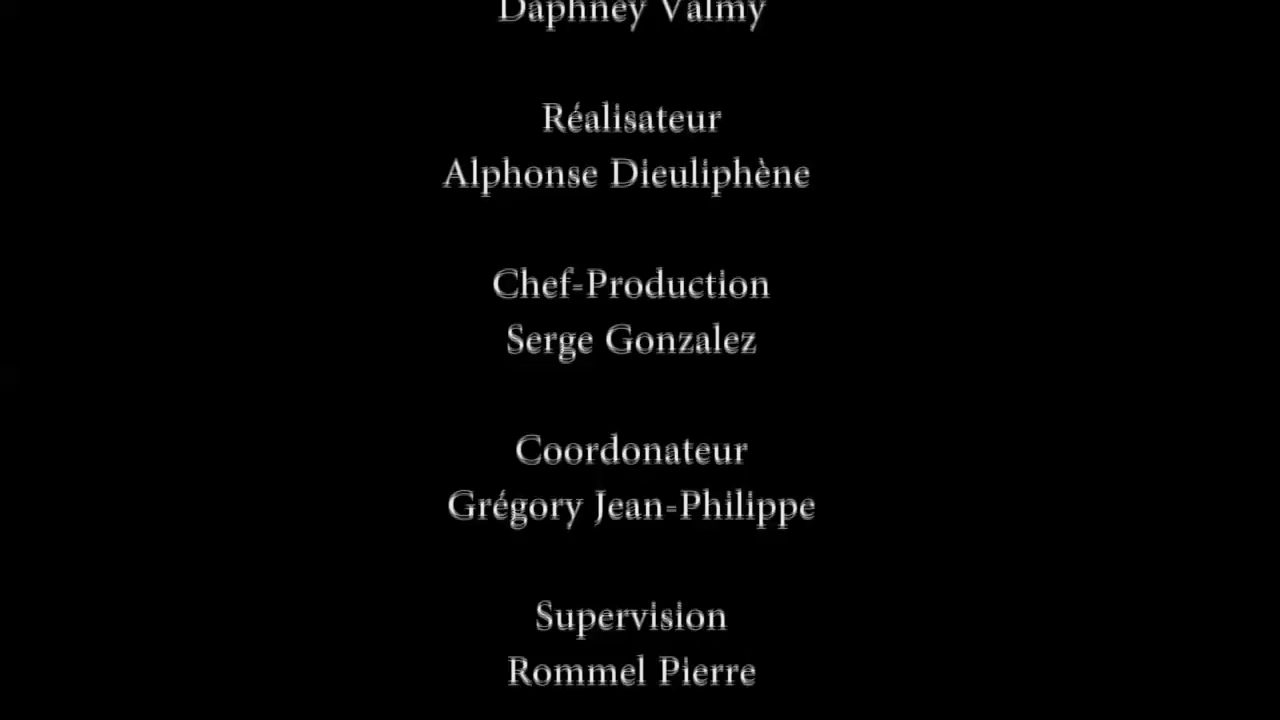 Daphney Valmy
Réalisateur
Alphonse Dieuliphène
Chef-Production
Serge Gonzalez
Coordonateur
Grégory Jean-Philippe
Supervision
Rommel Pierre